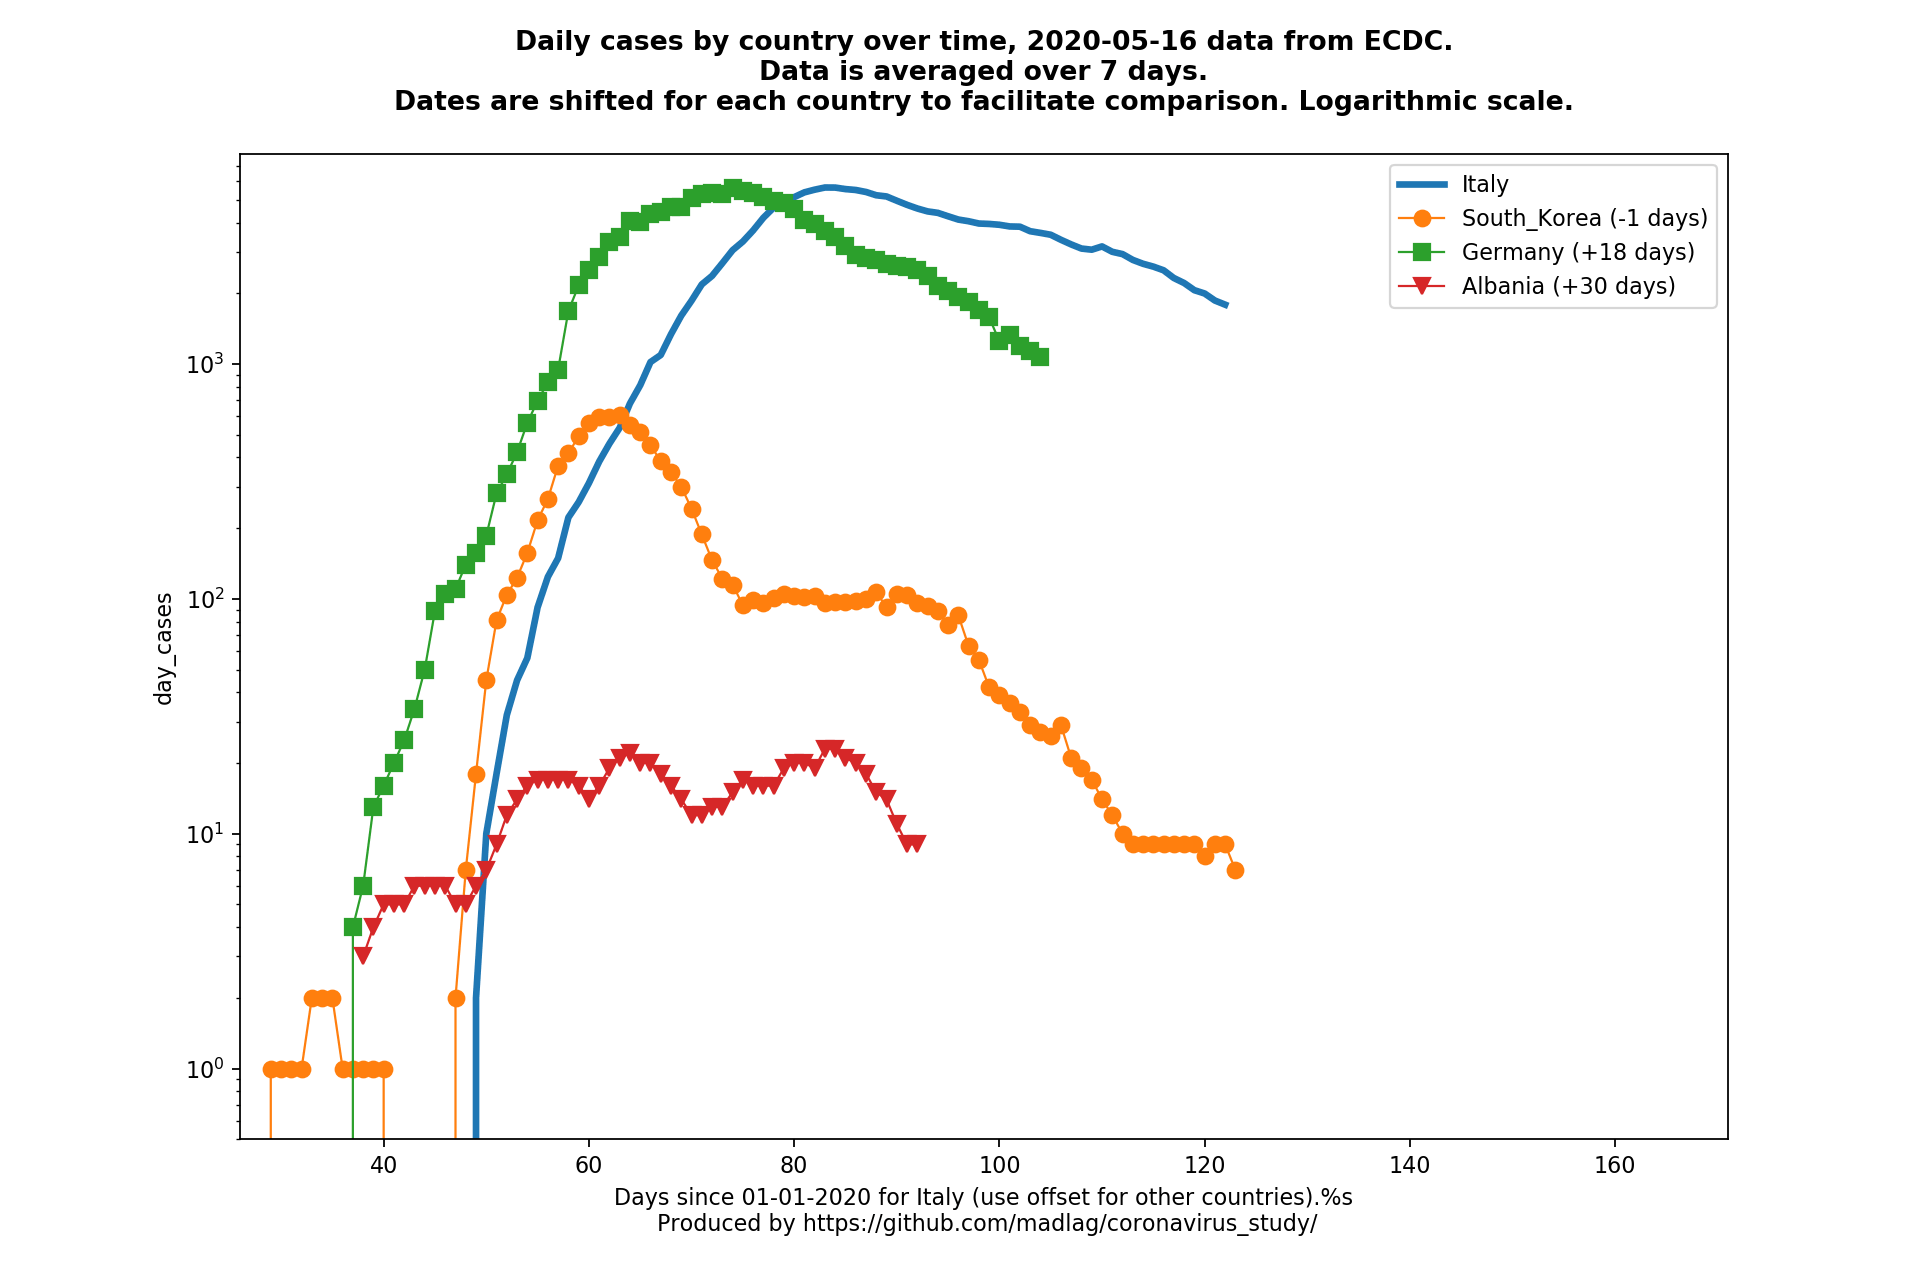 Daily cases by country over time, 2020-05-16 data from ECDC.
Data is averaged over 7 days.
Dates are shifted for each country to facilitate comparison. Logarithmic scale.
Italy
South_Korea (-1 days)
Germany (+18 days)
Albania (+30 days)
day_cases
10³
10²
10¹
10⁰
40 60 80 100 120 140 160
Days since 01-01-2020 for Italy (use offset for other countries).%s
Produced by https://github.com/madlag/coronavirus_study/